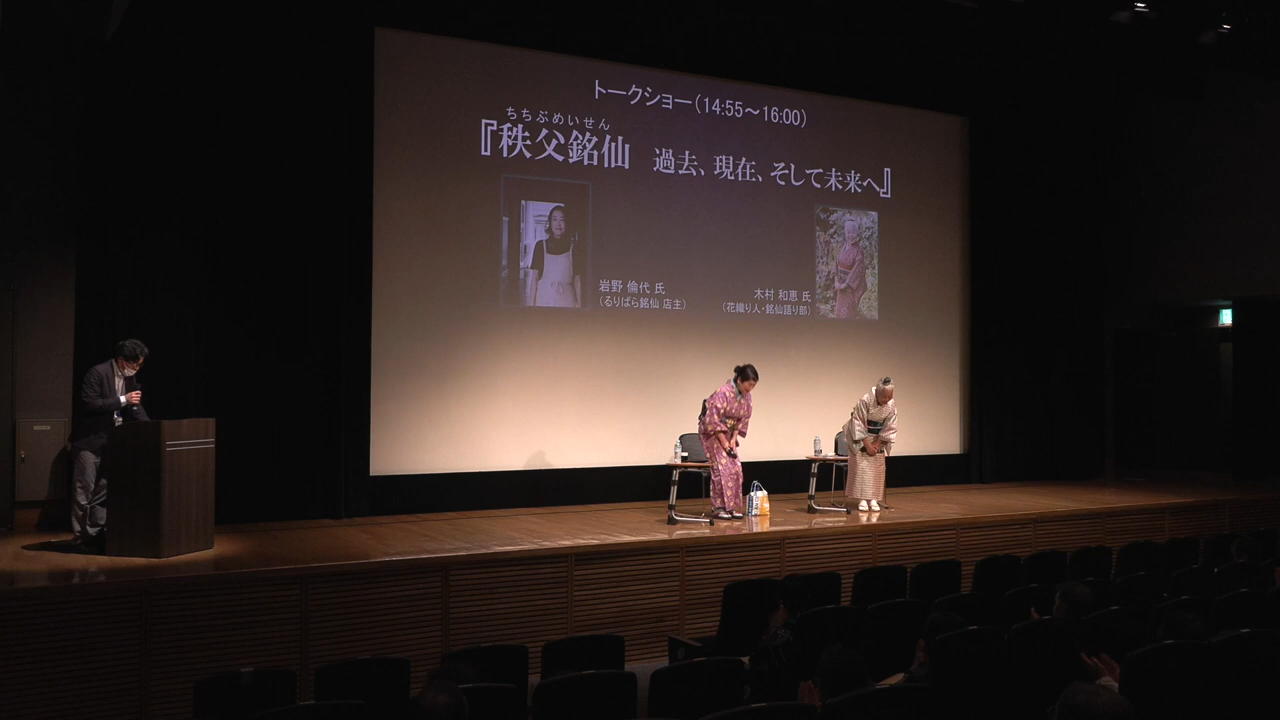 トークショー（14:55～16:00）
ちちぶめいせん
『秩父銘仙　過去、現在、そして未来へ』
岩野 倫代 氏
（るりばら銘仙 店主）
木村 和恵 氏
（花織り人・銘仙語り部）